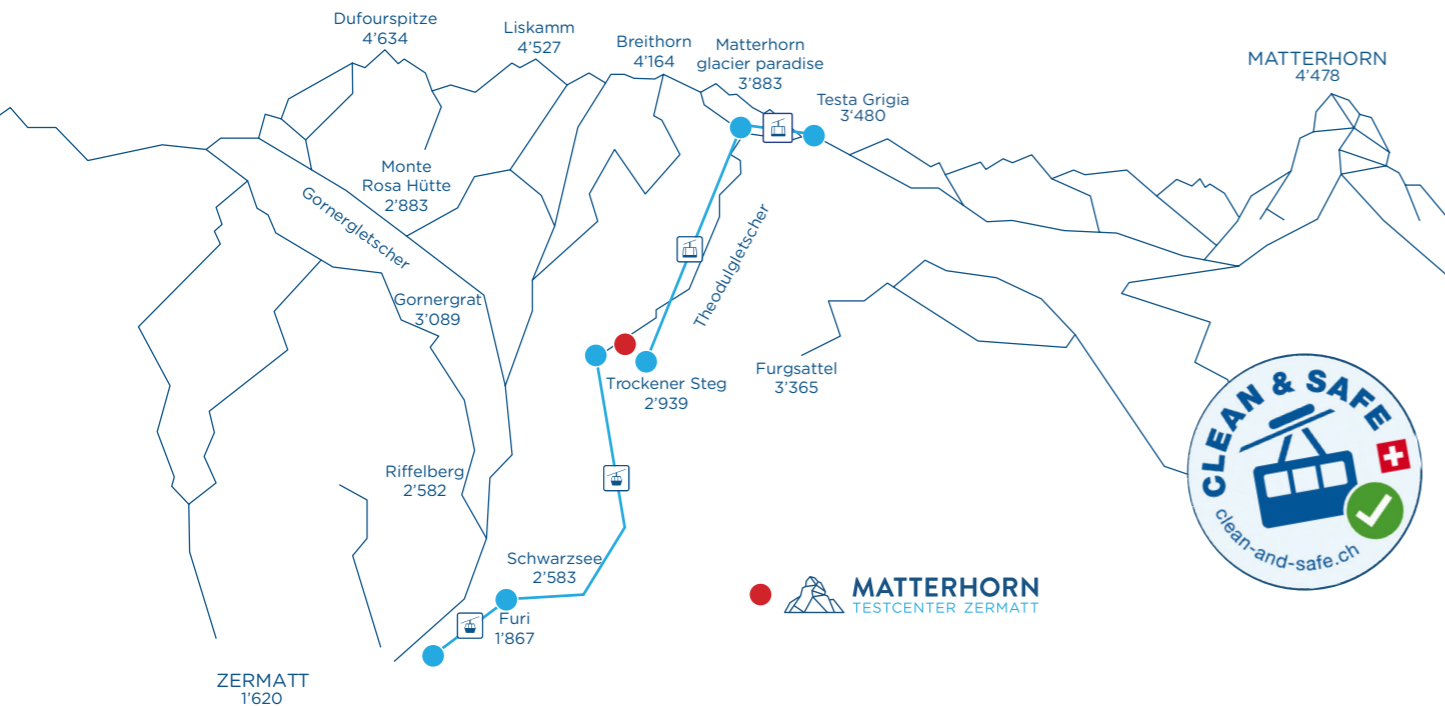 Dufourspitze
4’634
Liskamm
4’527
Breithorn
4’164
Matterhorn
glacier paradise
3’883
Testa Grigia
3‘480
MATTERHORN
4’478
Monte
Rosa Hütte
2’883
Gornergletscher
Theodulgletscher
Gornergrat
3’089
Trockener Steg
2’939
Furgsattel
3’365
Riffelberg
2’582
Schwarzsee
2’583
Furi
1’867
ZERMATT
1’620
MATTERHORN
TESTCENTER ZERMATT
CLEAN & SAFE
clean-and-safe.ch